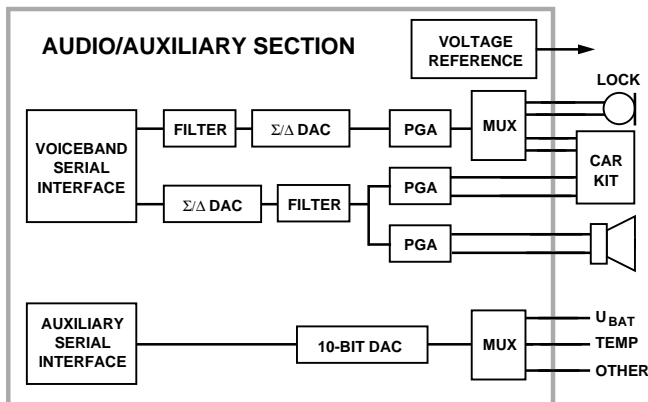 AUDIO/AUXILIARY SECTION
VOLTAGE
REFERENCE
LOCK
VOICEBAND
SERIAL
INTERFACE
FILTER
Σ/Δ DAC
PGA
MUX
CAR
KIT
Σ/Δ DAC
FILTER
PGA
PGA
AUXILIARY
SERIAL
INTERFACE
10-BIT DAC
MUX
UBAT
TEMP
OTHER